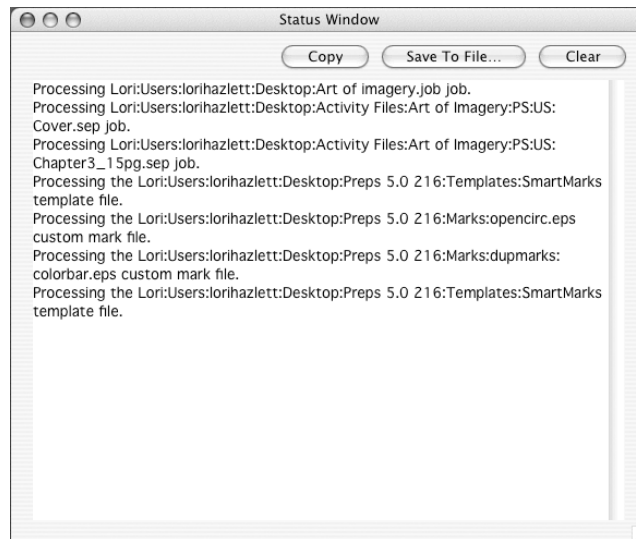 Status Window
Copy
Save To File...
Clear
Processing Lori:Users:lorihazlett:Desktop:Art of imagery.job job.
Processing Lori:Users:lorihazlett:Desktop:Activity Files:Art of Imagery:PS:US:
Cover.sep job.
Processing Lori:Users:lorihazlett:Desktop:Activity Files:Art of Imagery:PS:US:
Chapter3_15pg.sep job.
Processing the Lori:Users:lorihazlett:Desktop:Preps 5.0 216:Templates:SmartMarks
template file.
Processing the Lori:Users:lorihazlett:Desktop:Preps 5.0 216:Marks:opencirc.eps
custom mark file.
Processing the Lori:Users:lorihazlett:Desktop:Preps 5.0 216:Marks:dupmarks:
colorbar.eps custom mark file.
Processing the Lori:Users:lorihazlett:Desktop:Preps 5.0 216:Templates:SmartMarks
template file.